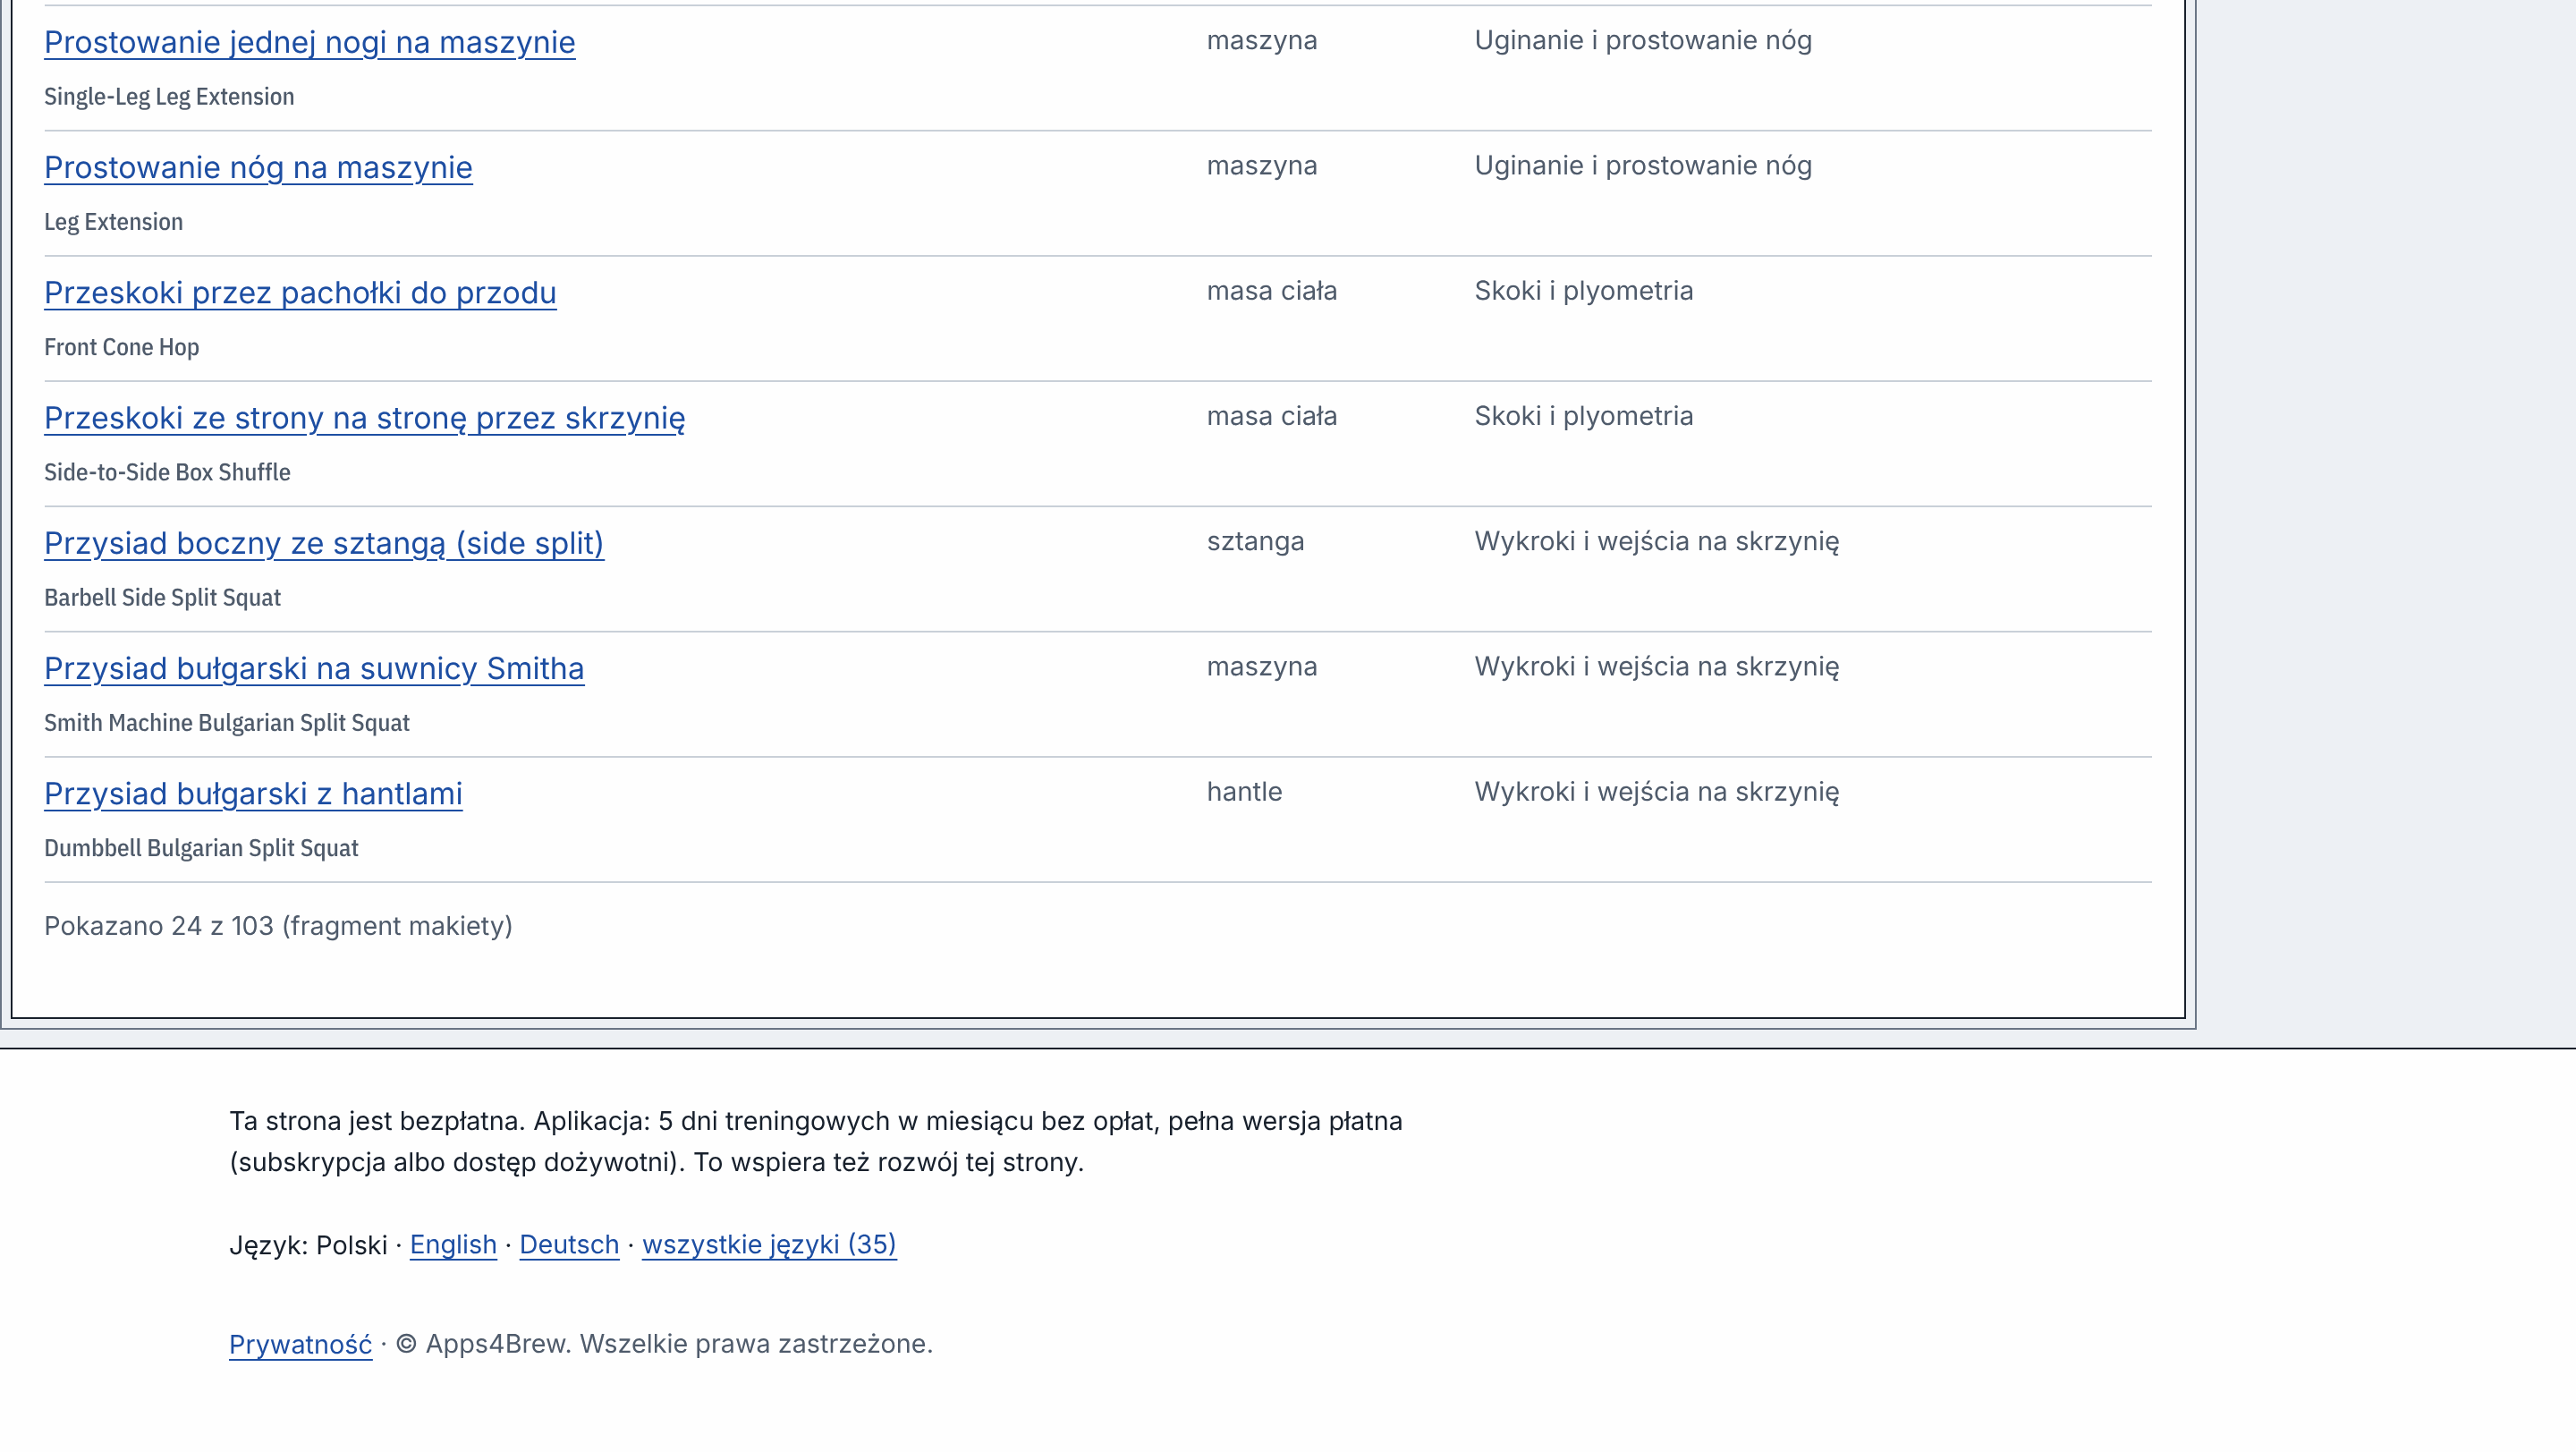 Prostowanie jednej nogi na maszynie maszyna Uginanie i prostowanie nóg
Single-Leg Leg Extension
Prostowanie nóg na maszynie maszyna Uginanie i prostowanie nóg
Leg Extension
Przeskoki przez pachołki do przodu masa ciała Skoki i plyometria
Front Cone Hop
Przeskoki ze strony na stronę przez skrzynię masa ciała Skoki i plyometria
Side-to-Side Box Shuffle
Przysiad boczny ze sztangą (side split) sztanga Wykroki i wejścia na skrzynię
Barbell Side Split Squat
Przysiad bułgarski na suwnicy Smitha maszyna Wykroki i wejścia na skrzynię
Smith Machine Bulgarian Split Squat
Przysiad bułgarski z hantlami hantle Wykroki i wejścia na skrzynię
Dumbbell Bulgarian Split Squat
Pokazano 24 z 103 (fragment makiety)
Ta strona jest bezpłatna. Aplikacja: 5 dni treningowych w miesiącu bez opłat, pełna wersja płatna
(subskrypcja albo dostęp dożywotni). To wspiera też rozwój tej strony.
Język: Polski · English · Deutsch · wszystkie języki (35)
Prywatność · © Apps4Brew. Wszelkie prawa zastrzeżone.